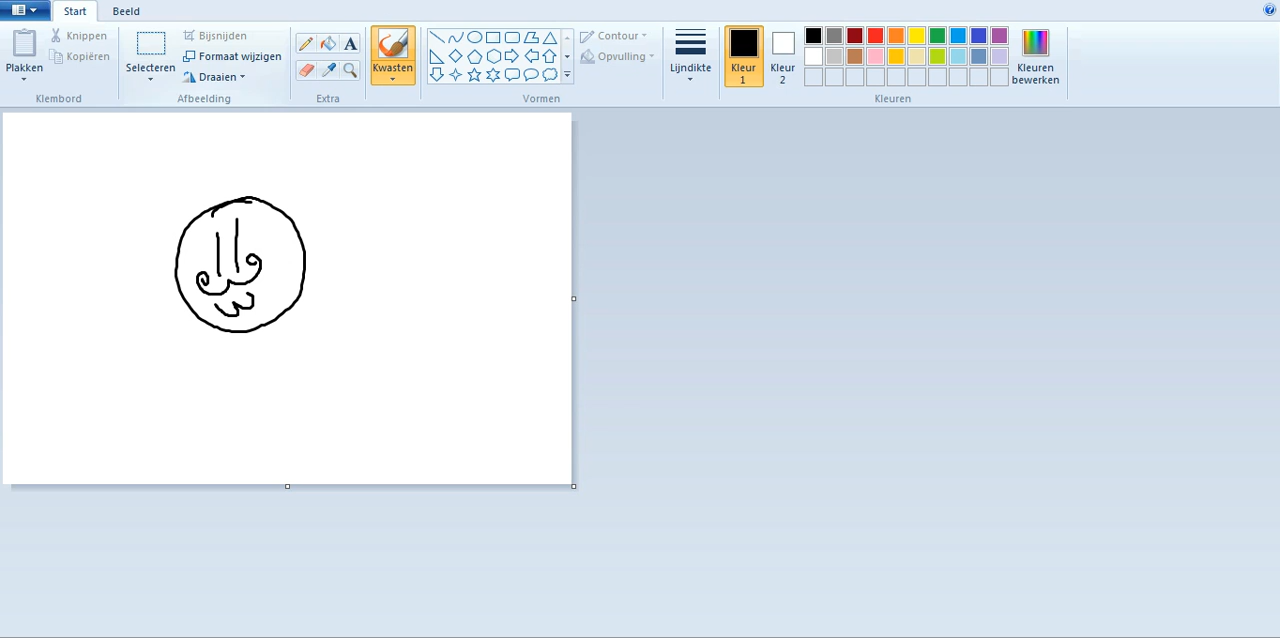 Start Beeld
Plakken
Knippen
Kopiëren
Klembord
Selecteren
Bijsnijden
Formaat wijzigen
Draaien
Afbeelding
A
Extra
Kwasten
Contour
Opvulling
Vormen
Lijndikte
Kleur 1
Kleur 2
Kleuren bewerken
Kleuren